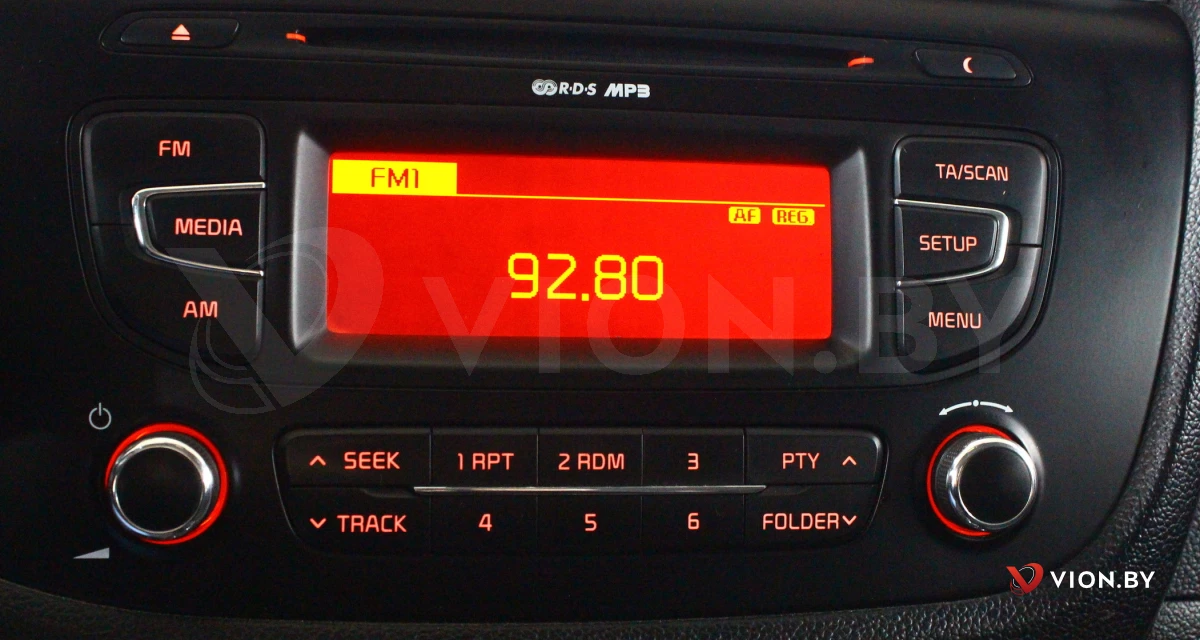 R·D·S MP3
FM
TA/SCAN
FM1
AF REG
MEDIA
SETUP
92.80
AM
MENU
VION.BY
SEEK 1 RPT 2 RDM 3 PTY
TRACK 4 5 6 FOLDER
VION.BY